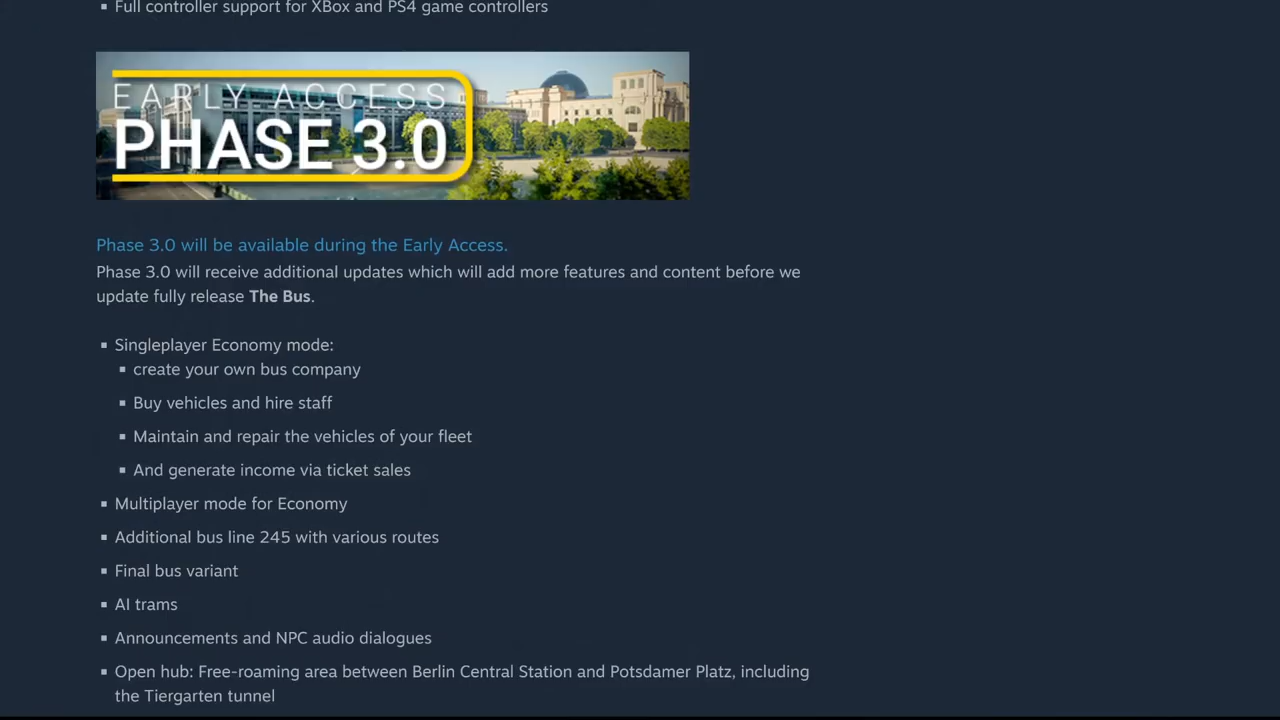 ▪ Full controller support for XBox and PS4 game controllers
EARLY ACCESS
PHASE 3.0
Phase 3.0 will be available during the Early Access.
Phase 3.0 will receive additional updates which will add more features and content before we
update fully release The Bus.
▪ Singleplayer Economy mode:
▪ create your own bus company
▪ Buy vehicles and hire staff
▪ Maintain and repair the vehicles of your fleet
▪ And generate income via ticket sales
▪ Multiplayer mode for Economy
▪ Additional bus line 245 with various routes
▪ Final bus variant
▪ AI trams
▪ Announcements and NPC audio dialogues
▪ Open hub: Free-roaming area between Berlin Central Station and Potsdamer Platz, including
the Tiergarten tunnel